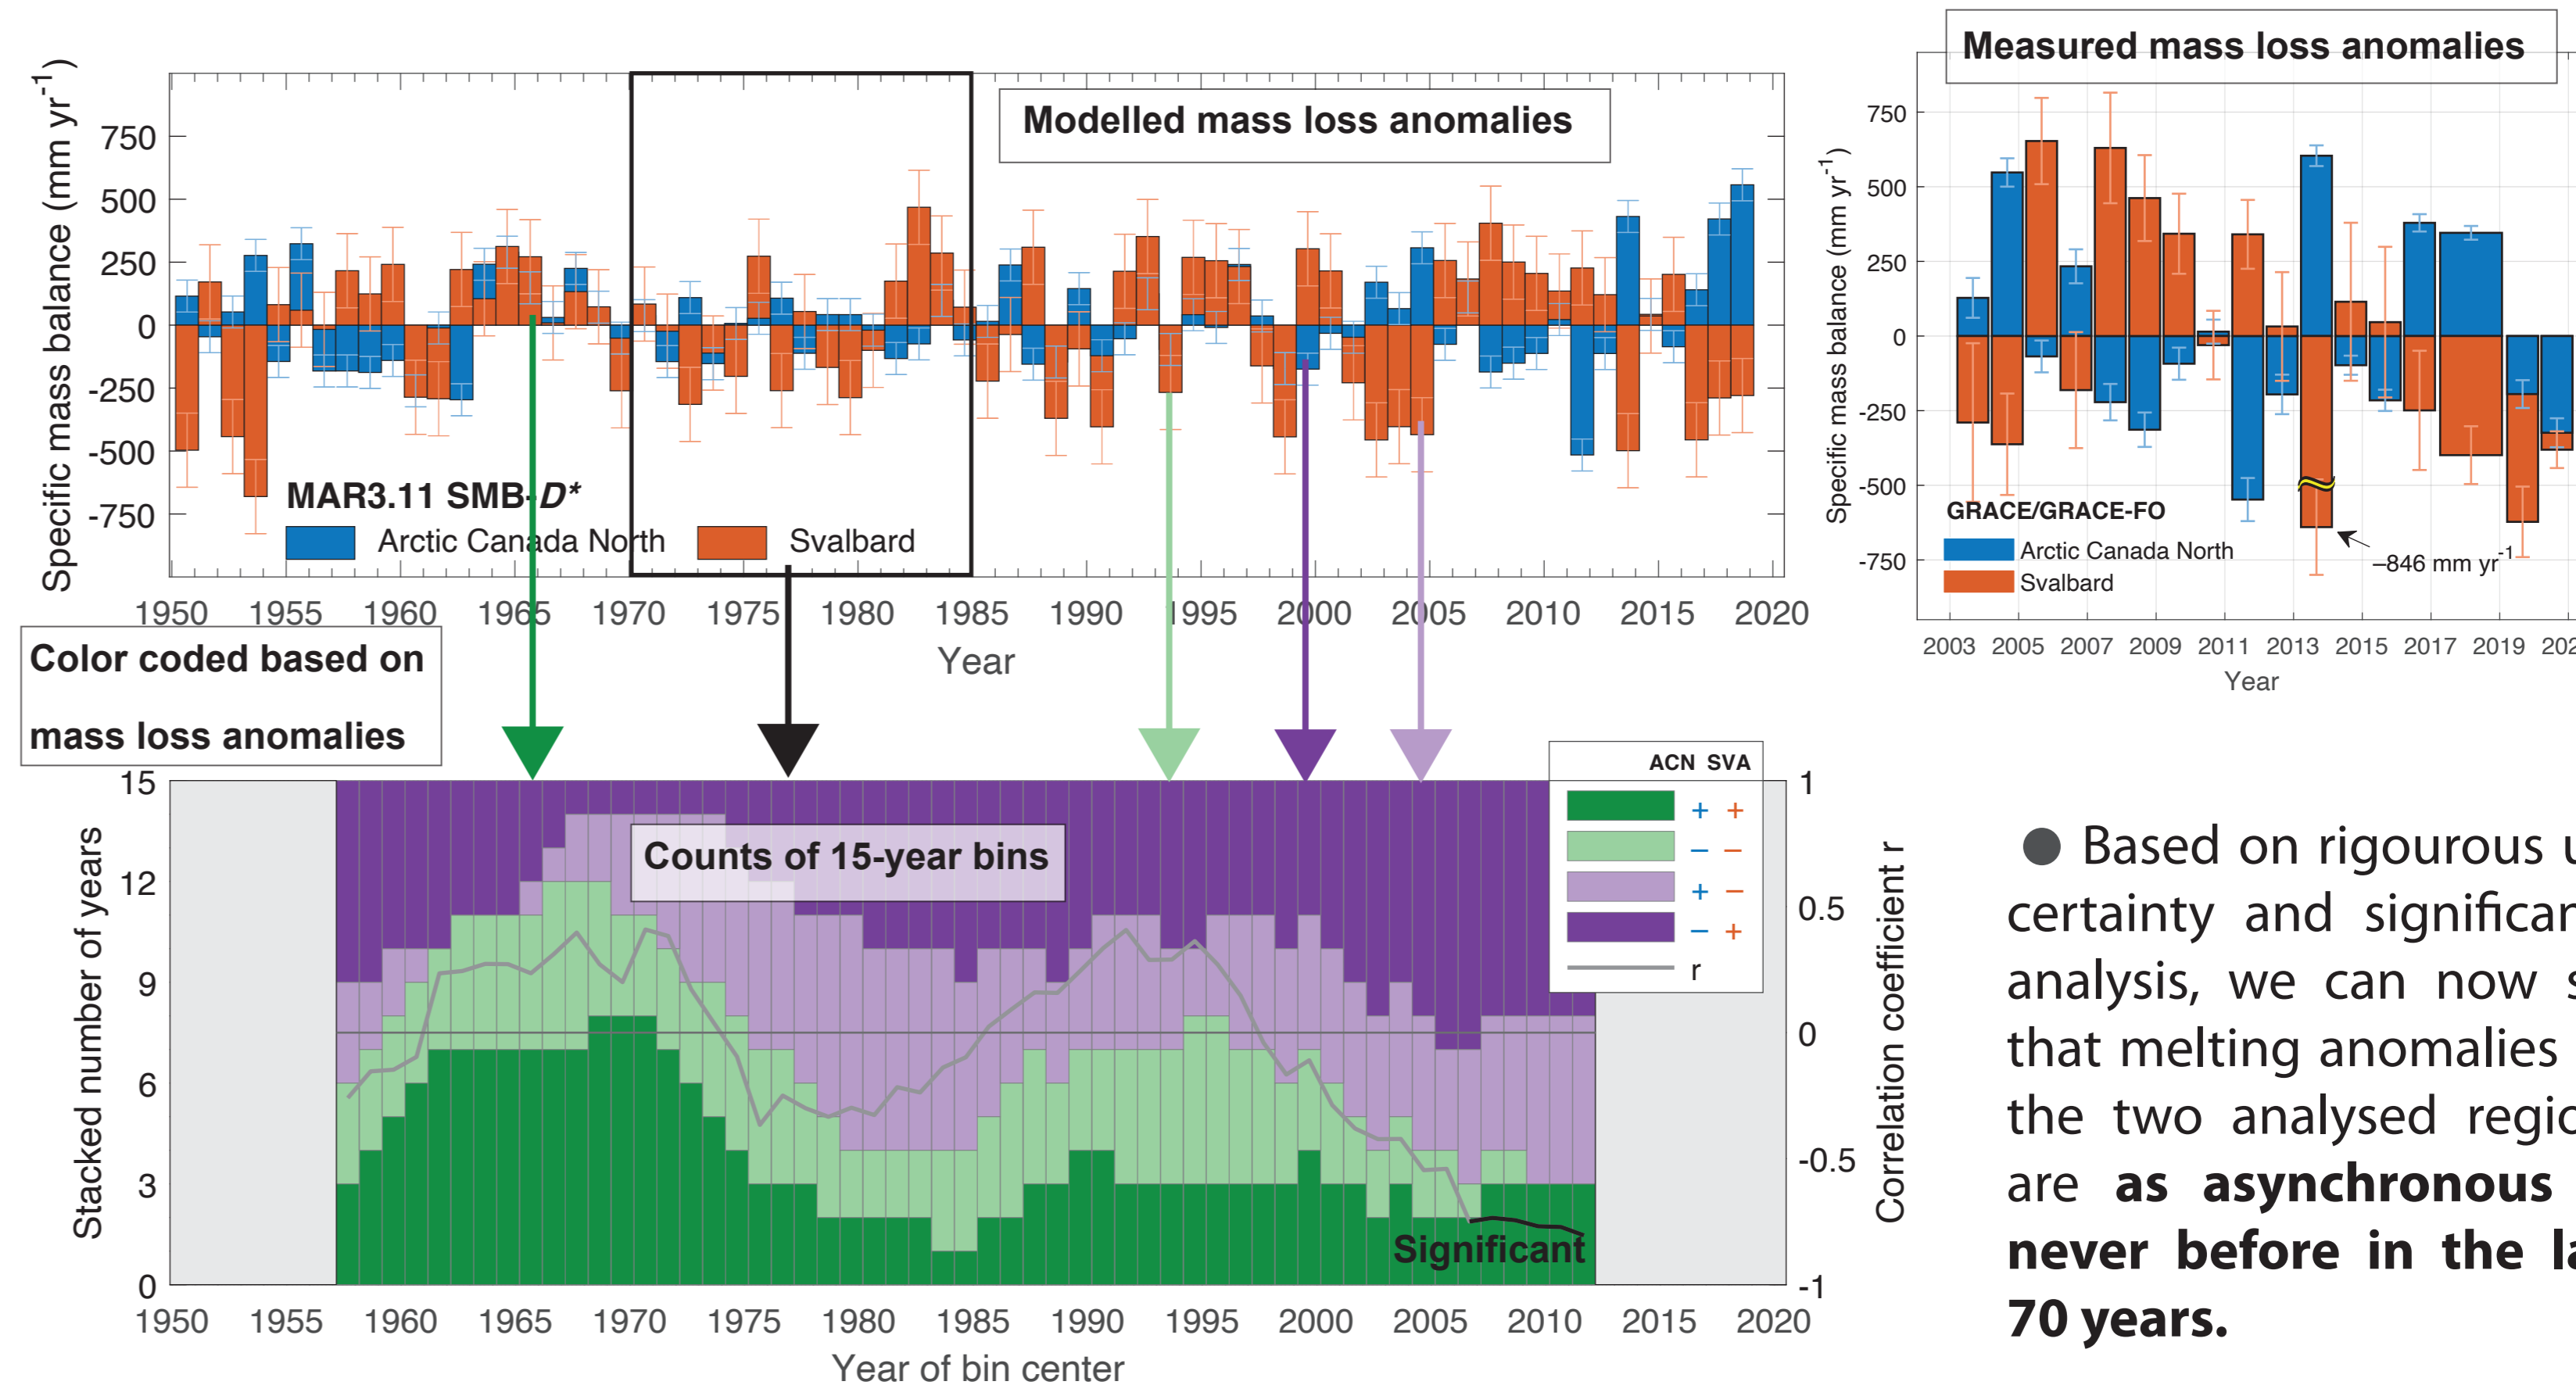 Modelled mass loss anomalies
Specific mass balance (mm yr-1)
750
500
250
0
-250
-500
-750
MAR3.11 SMB-D*
Arctic Canada North
Svalbard
1950 1955 1960 1965 1970 1975 1980 1985 1990 1995 2000 2005 2010 2015 2020
Year
Measured mass loss anomalies
Specific mass balance (mm yr-1)
750
500
250
0
-250
-500
-750
GRACE/GRACE-FO
Arctic Canada North
Svalbard
–846 mm yr-1
2003 2005 2007 2009 2011 2013 2015 2017 2019 202
Year
Color coded based on
mass loss anomalies
Counts of 15-year bins
Stacked number of years
15
12
9
6
3
0
ACN SVA
+ +
– –
+ –
– +
r
1
0.5
0
-0.5
-1
Correlation coefficient r
Significant
1950 1955 1960 1965 1970 1975 1980 1985 1990 1995 2000 2005 2010 2015 2020
Year of bin center
● Based on rigourous u
certainty and significan
analysis, we can now s
that melting anomalies
the two analysed regio
are as asynchronous
never before in the la
70 years.